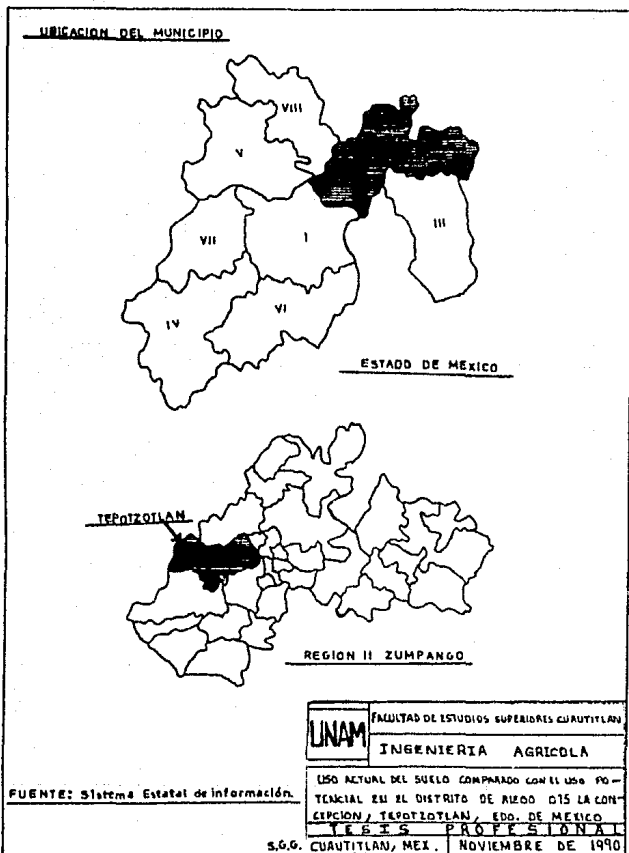 UBICACION DEL MUNICIPIO
VIII
V
VII
I
III
IV
VI
ESTADO DE MEXICO
TEPOTZOTLAN
REGION II ZUMPANGO
UNAM
FACULTAD DE ESTUDIOS SUPERIORES CUAUTITLAN
INGENIERIA AGRICOLA
USO ACTUAL DEL SUELO COMPARADO CON EL USO PO-
TENCIAL EN EL DISTRITO DE RIEGO 015 LA CON-
CEPCION, TEPOTZOTLAN, EDO. DE MEXICO
TESIS PROFESIONAL
FUENTE: Sistema Estatal de información.
S.G.G. CUAUTITLAN, MEX. NOVIEMBRE DE 1990